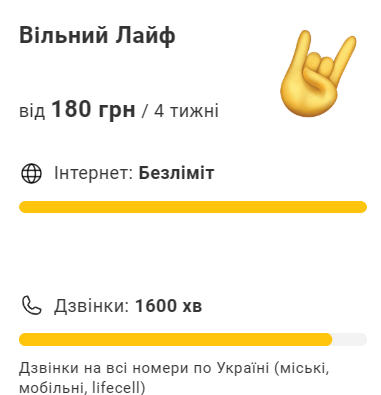 Вільний Лайф
від 180 грн / 4 тижні
Інтернет: Безліміт
Дзвінки: 1600 хв
Дзвінки на всі номери по Україні (міські,
мобільні, lifecell)